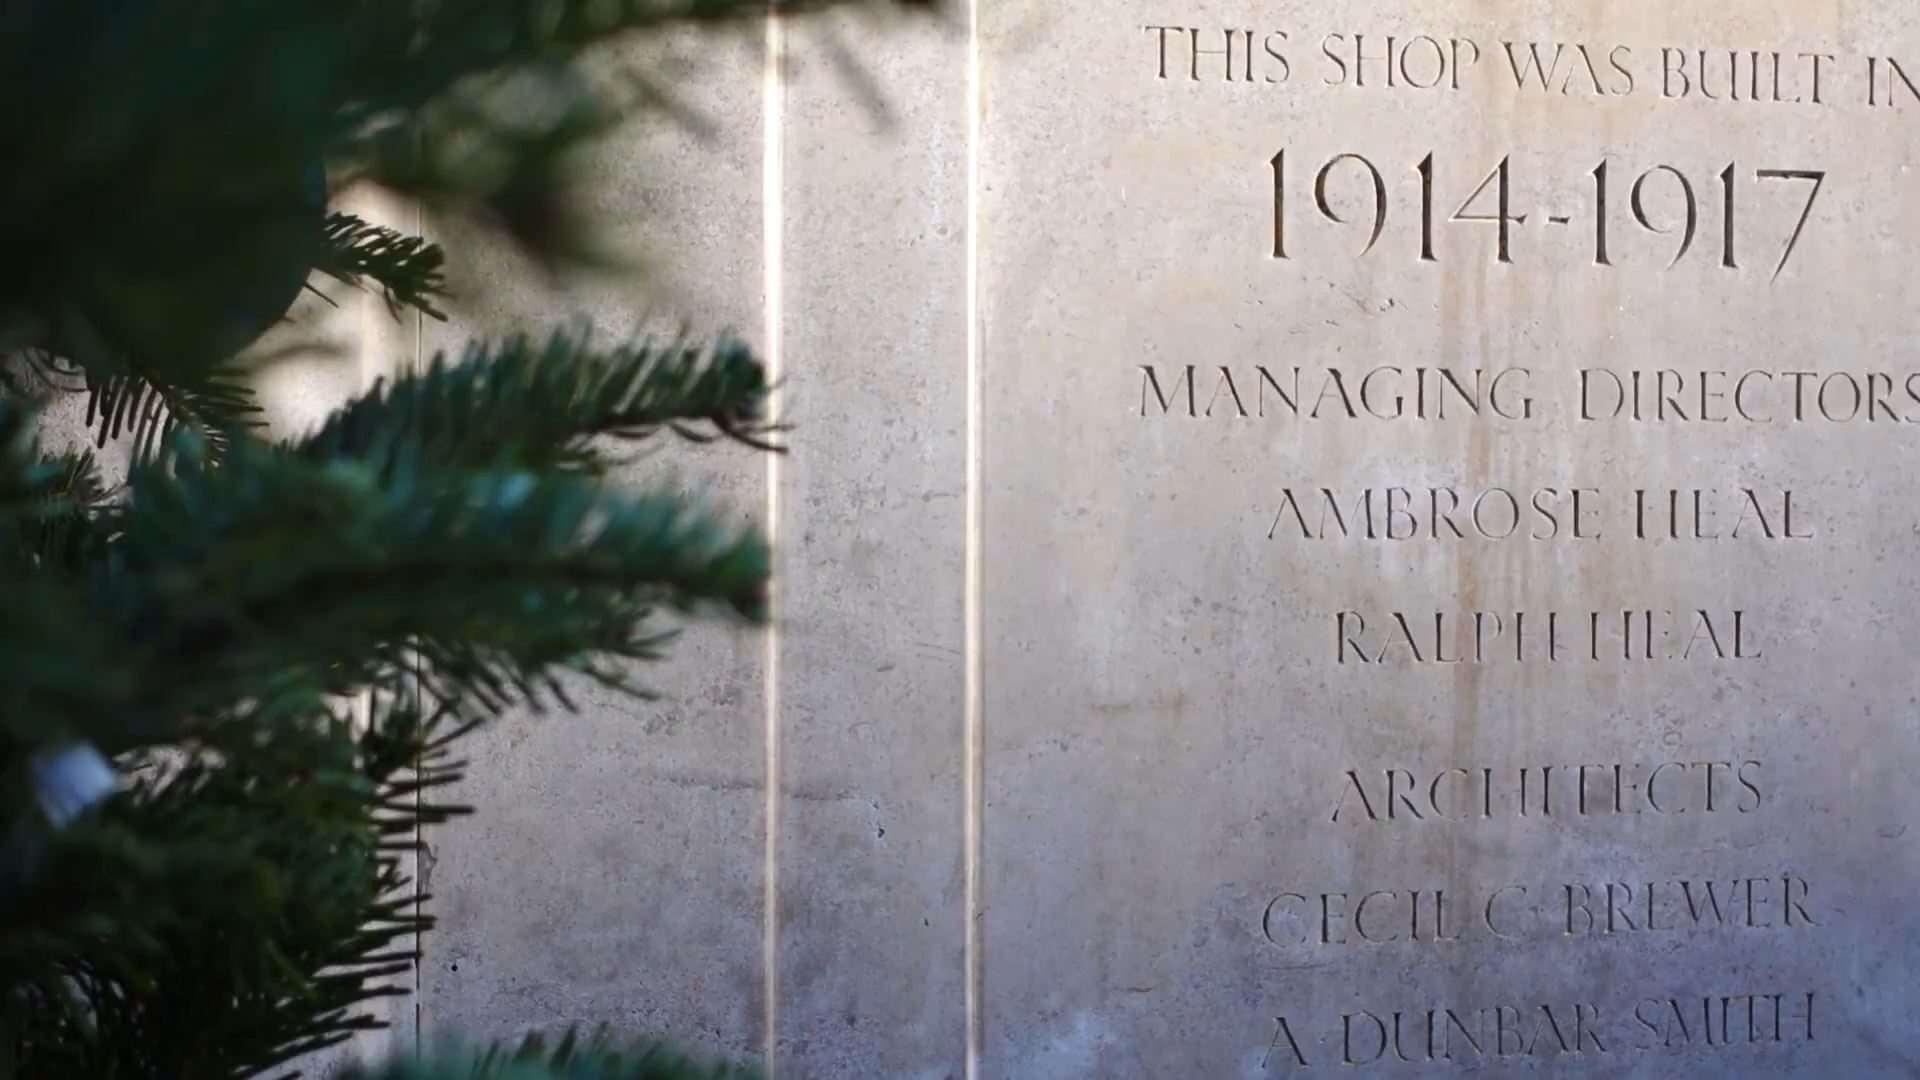 THIS SHOP WAS BUILT IN
1914-1917
MANAGING DIRECTORS
AMBROSE HEAL
RALPH HEAL
ARCHITECTS
CECIL C BREWER
A DUNBAR SMITH